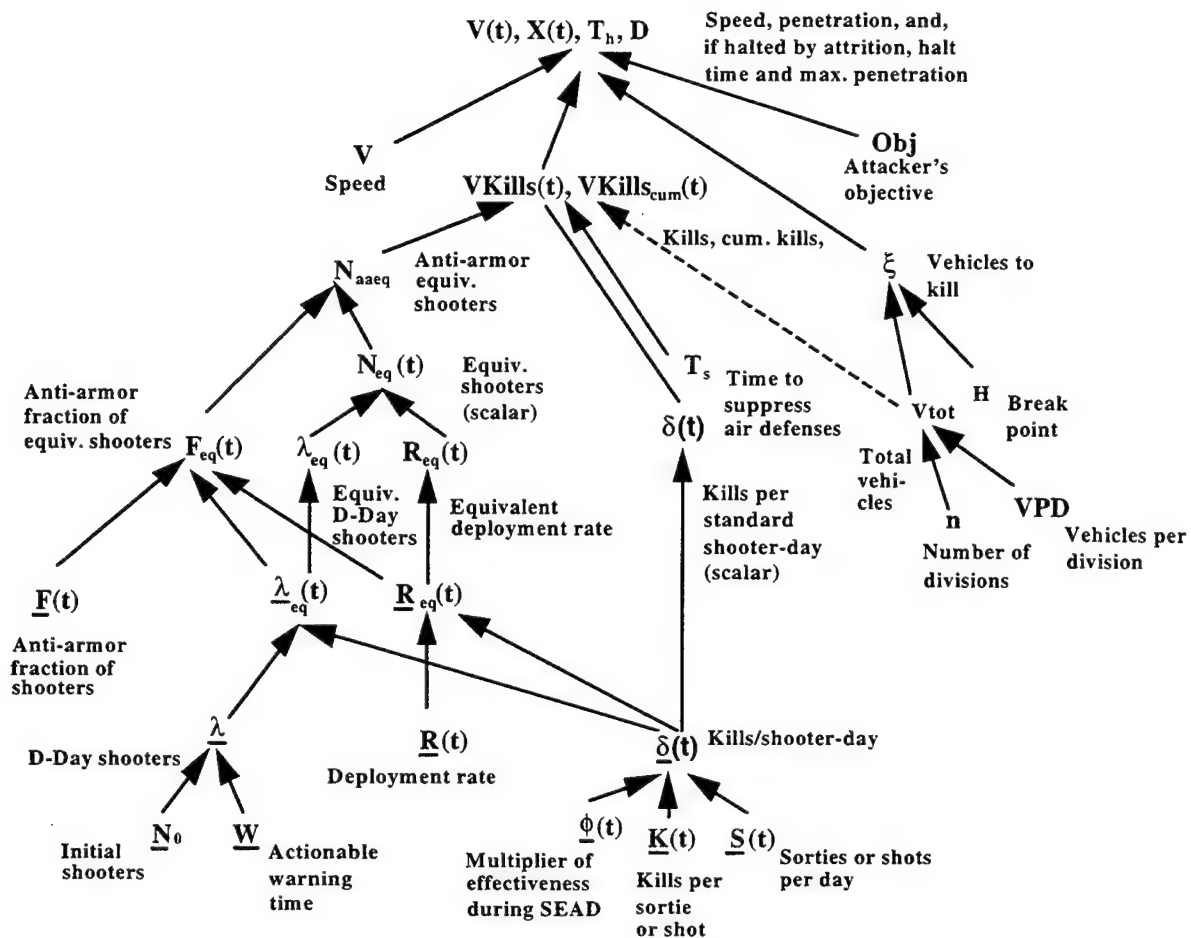 V(t), X(t), Tₕ, D
Speed, penetration, and,
if halted by attrition, halt
time and max. penetration
V
Speed
Obj
Attacker's
objective
VKills(t), VKills_cum(t)
Kills, cum. kills,
N_aaeq
Anti-armor
equiv.
shooters
ξ
Vehicles to
kill
N_eq(t)
Equiv.
shooters
(scalar)
T_s
Time to
suppress
air defenses
Vtot
Total
vehi-
cles
H
Break
point
Anti-armor
fraction of
equiv. shooters
F_eq(t)
λ_eq(t)
Equiv.
D-Day
shooters
R_eq(t)
Equivalent
deployment rate
δ(t)
Kills per
standard
shooter-day
(scalar)
n
Number of
divisions
VPD
Vehicles per
division
F(t)
Anti-armor
fraction of
shooters
λ_eq(t)
R_eq(t)
λ
D-Day shooters
R(t)
Deployment rate
δ(t)
Kills/shooter-day
N₀
Initial
shooters
W
Actionable
warning
time
ϕ(t)
Multiplier of
effectiveness
during SEAD
K(t)
Kills per
sortie
or shot
S(t)
Sorties or shots
per day